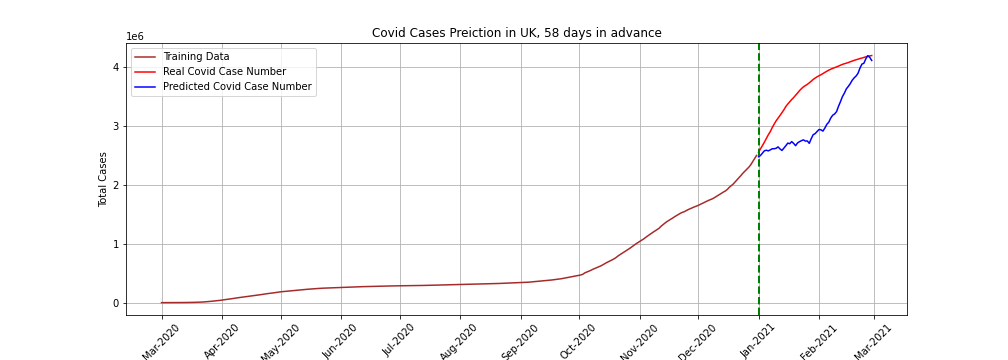 Covid Cases Preiction in UK, 58 days in advance
1e6
Training Data
Real Covid Case Number
Predicted Covid Case Number
Total Cases
4
3
2
1
0
Mar-2020
Apr-2020
May-2020
Jun-2020
Jul-2020
Aug-2020
Sep-2020
Oct-2020
Nov-2020
Dec-2020
Jan-2021
Feb-2021
Mar-2021